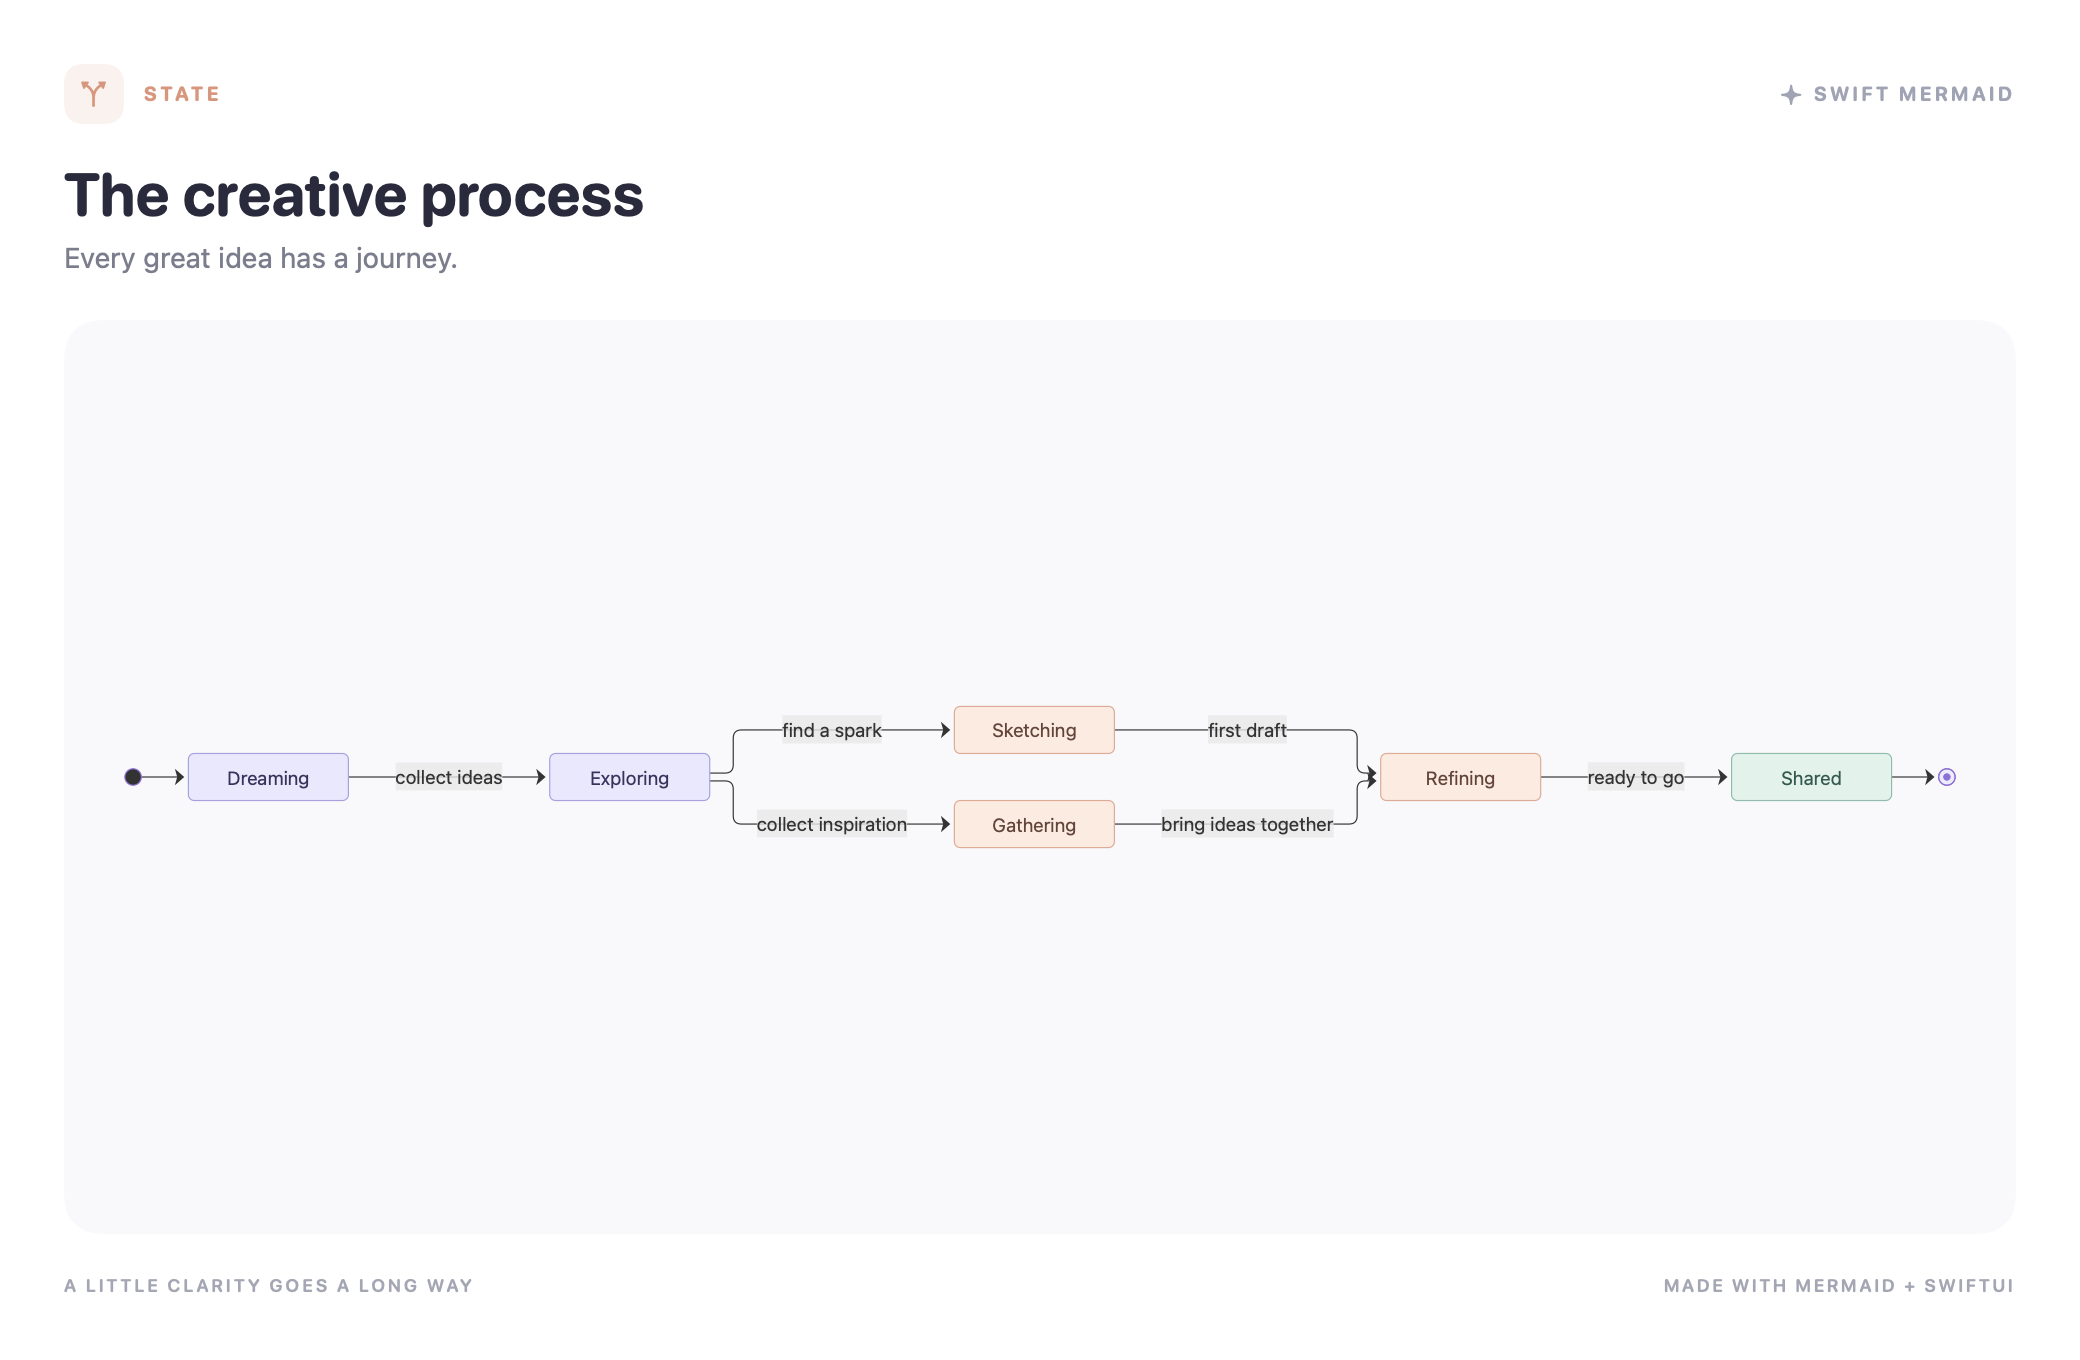 STATE
SWIFT MERMAID
The creative process
Every great idea has a journey.
find a spark
Sketching
first draft
Dreaming
collect ideas
Exploring
Refining
ready to go
Shared
collect inspiration
Gathering
bring ideas together
A LITTLE CLARITY GOES A LONG WAY
MADE WITH MERMAID + SWIFTUI